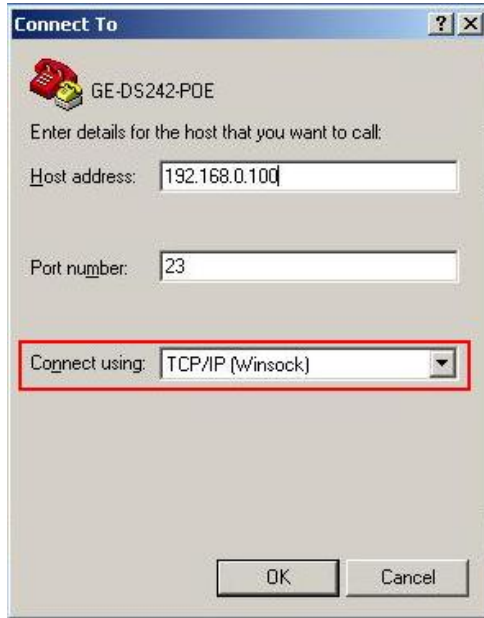 Connect To
GE-DS242-POE
Enter details for the host that you want to call:
Host address: 192.168.0.100
Port number: 23
Connect using: TCP/IP (Winsock)
OK Cancel